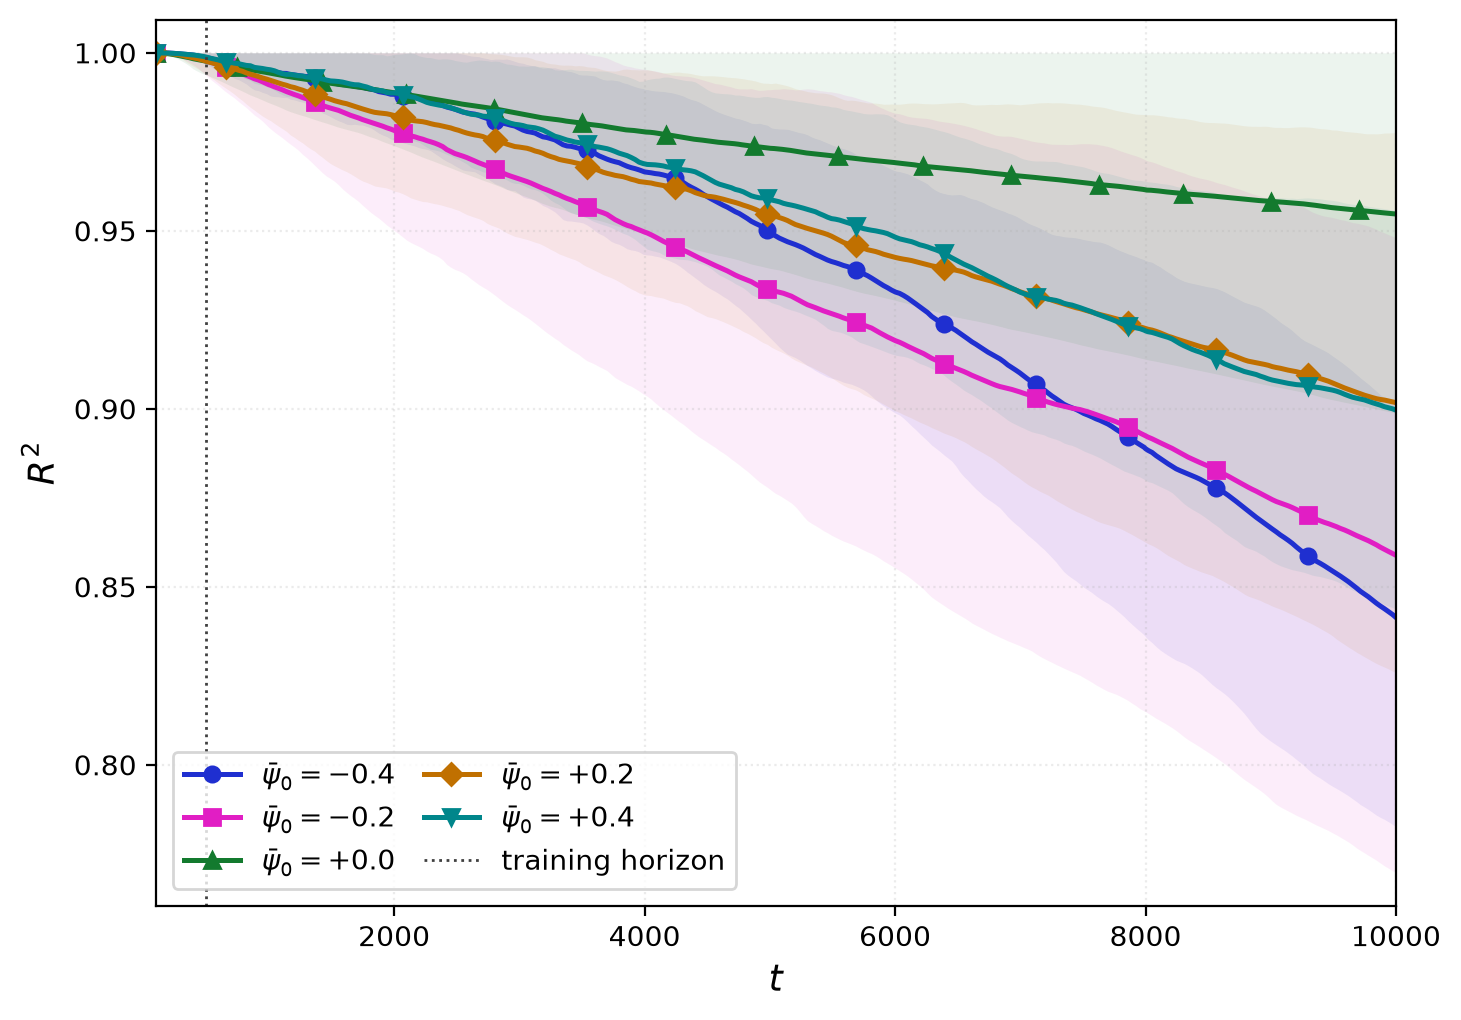 1.00
0.95
0.90
0.85
0.80
R²
ψ̄₀ = −0.4
ψ̄₀ = −0.2
ψ̄₀ = +0.0
ψ̄₀ = +0.2
ψ̄₀ = +0.4
training horizon
2000 4000 6000 8000 10000
t